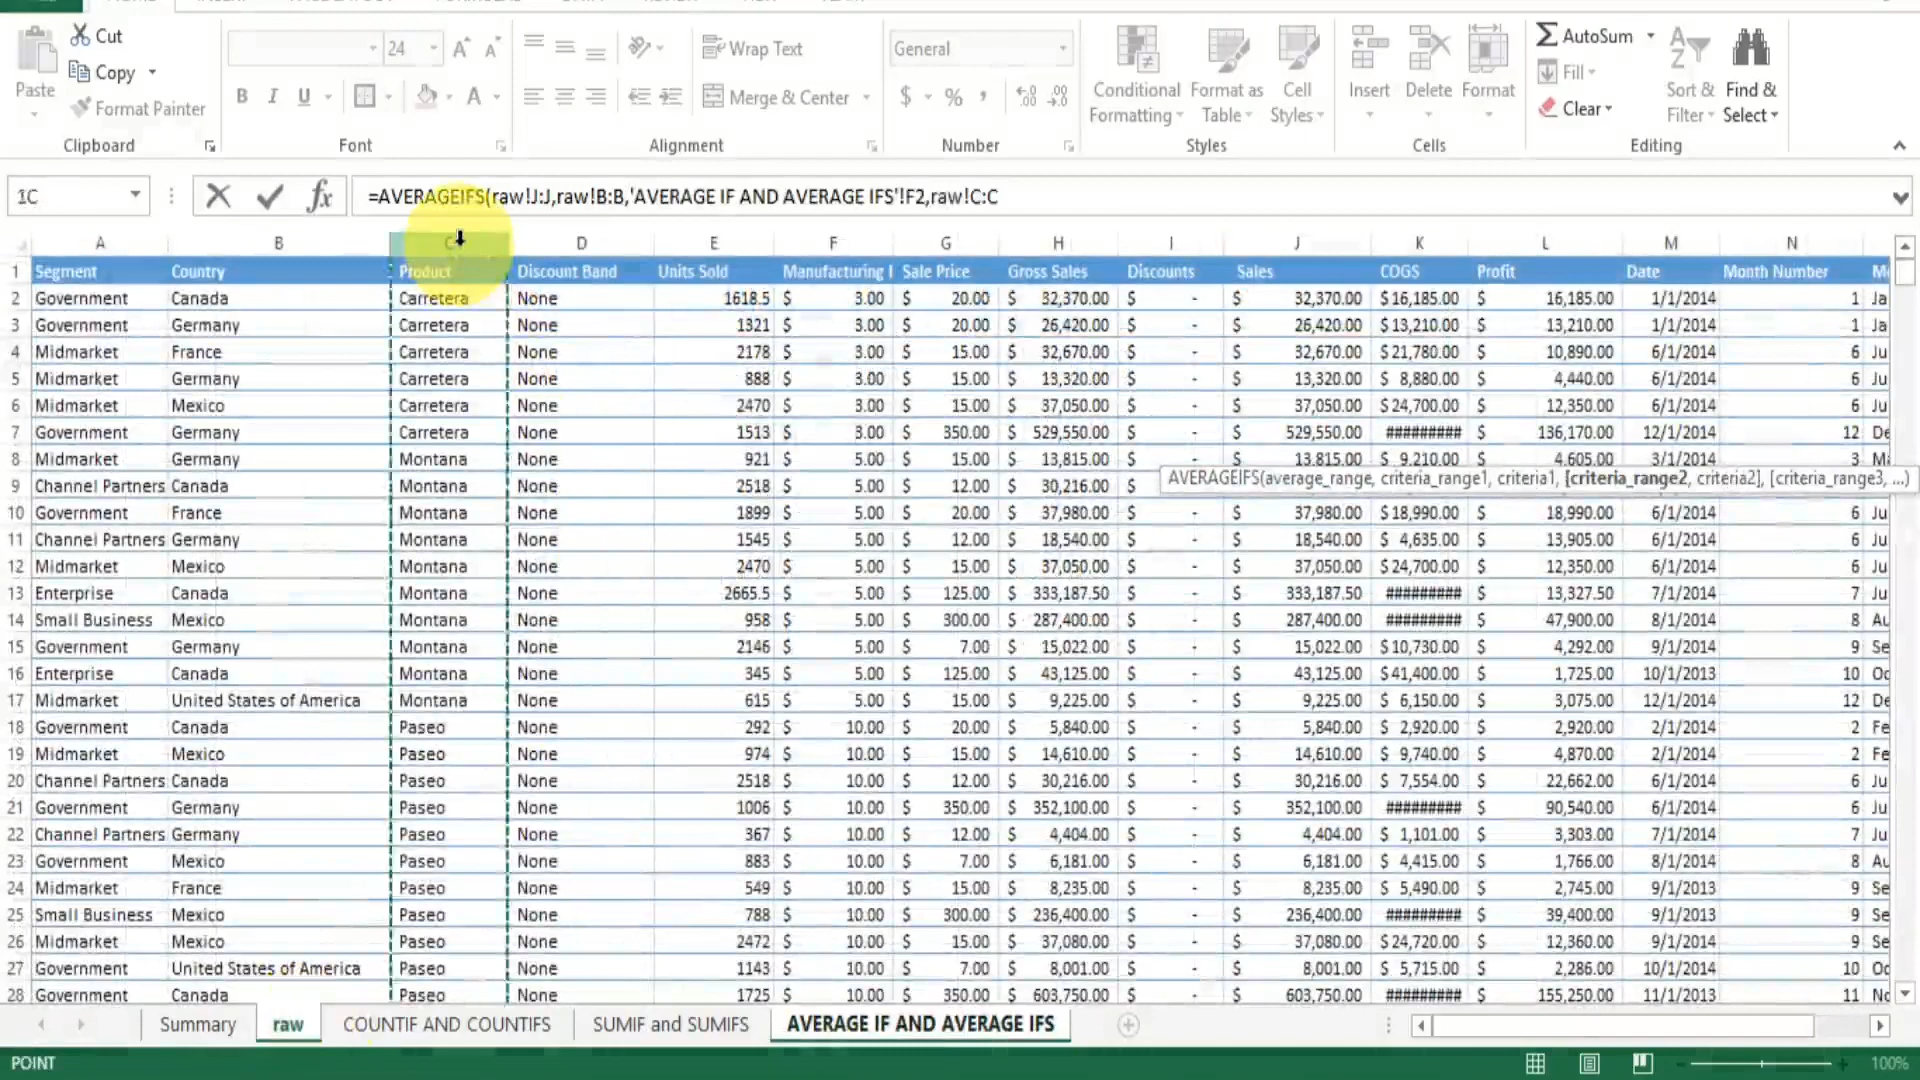 Cut
Copy
Format Painter
Paste
Clipboard
24
A A
B I U A
Font
Wrap Text
Merge & Center
Alignment
General
$ % ,
Number
Conditional Formatting
Format as Table
Cell Styles
Styles
Insert
Delete
Format
Cells
AutoSum
Fill
Clear
Sort & Filter
Find & Select
Editing
1C
fx
=AVERAGEIFS(raw!J:J,raw!B:B,'AVERAGE IF AND AVERAGE IFS'!F2,raw!C:C
A B C D E F G H I J K L M N
1 Segment Country Product Discount Band Units Sold Manufacturing Sale Price Gross Sales Discounts Sales COGS Profit Date Month Number
2 Government Canada Carretera None 1618.5 $ 3.00 $ 20.00 $ 32,370.00 $ - $ 32,370.00 $16,185.00 $ 16,185.00 1/1/2014 1 Ja
3 Government Germany Carretera None 1321 $ 3.00 $ 20.00 $ 26,420.00 $ - $ 26,420.00 $13,210.00 $ 13,210.00 1/1/2014 1 Ja
4 Midmarket France Carretera None 2178 $ 3.00 $ 15.00 $ 32,670.00 $ - $ 32,670.00 $21,780.00 $ 10,890.00 6/1/2014 6 Ju
5 Midmarket Germany Carretera None 888 $ 3.00 $ 15.00 $ 13,320.00 $ - $ 13,320.00 $ 8,880.00 $ 4,440.00 6/1/2014 6 Ju
6 Midmarket Mexico Carretera None 2470 $ 3.00 $ 15.00 $ 37,050.00 $ - $ 37,050.00 $24,700.00 $ 12,350.00 6/1/2014 6 Ju
7 Government Germany Carretera None 1513 $ 3.00 $ 350.00 $ 529,550.00 $ - $ 529,550.00 ######### $ 136,170.00 12/1/2014 12 De
8 Midmarket Germany Montana None 921 $ 5.00 $ 15.00 $ 13,815.00 $ - $ 13,815.00 $ 9,210.00 $ 4,605.00 3/1/2014 3 Ma
AVERAGEIFS(average_range, criteria_range1, criteria1, [criteria_range2, criteria2], [criteria_range3, ...)
9 Channel Partners Canada Montana None 2518 $ 5.00 $ 12.00 $ 30,216.00 $
10 Government France Montana None 1899 $ 5.00 $ 20.00 $ 37,980.00 $ - $ 37,980.00 $18,990.00 $ 18,990.00 6/1/2014 6 Ju
11 Channel Partners Germany Montana None 1545 $ 5.00 $ 12.00 $ 18,540.00 $ - $ 18,540.00 $ 4,635.00 $ 13,905.00 6/1/2014 6 Ju
12 Midmarket Mexico Montana None 2470 $ 5.00 $ 15.00 $ 37,050.00 $ - $ 37,050.00 $24,700.00 $ 12,350.00 6/1/2014 6 Ju
13 Enterprise Canada Montana None 2665.5 $ 5.00 $ 125.00 $ 333,187.50 $ - $ 333,187.50 ######### $ 13,327.50 7/1/2014 7 Ju
14 Small Business Mexico Montana None 958 $ 5.00 $ 300.00 $ 287,400.00 $ - $ 287,400.00 ######### $ 47,900.00 8/1/2014 8 Au
15 Government Germany Montana None 2146 $ 5.00 $ 7.00 $ 15,022.00 $ - $ 15,022.00 $10,730.00 $ 4,292.00 9/1/2014 9 Se
16 Enterprise Canada Montana None 345 $ 5.00 $ 125.00 $ 43,125.00 $ - $ 43,125.00 $41,400.00 $ 1,725.00 10/1/2013 10 Oc
17 Midmarket United States of America Montana None 615 $ 5.00 $ 15.00 $ 9,225.00 $ - $ 9,225.00 $ 6,150.00 $ 3,075.00 12/1/2014 12 De
18 Government Canada Paseo None 292 $ 10.00 $ 20.00 $ 5,840.00 $ - $ 5,840.00 $ 2,920.00 $ 2,920.00 2/1/2014 2 Fe
19 Midmarket Mexico Paseo None 974 $ 10.00 $ 15.00 $ 14,610.00 $ - $ 14,610.00 $ 9,740.00 $ 4,870.00 2/1/2014 2 Fe
20 Channel Partners Canada Paseo None 2518 $ 10.00 $ 12.00 $ 30,216.00 $ - $ 30,216.00 $ 7,554.00 $ 22,662.00 6/1/2014 6 Ju
21 Government Germany Paseo None 1006 $ 10.00 $ 350.00 $ 352,100.00 $ - $ 352,100.00 ######### $ 90,540.00 6/1/2014 6 Ju
22 Channel Partners Germany Paseo None 367 $ 10.00 $ 12.00 $ 4,404.00 $ - $ 4,404.00 $ 1,101.00 $ 3,303.00 7/1/2014 7 Ju
23 Government Mexico Paseo None 883 $ 10.00 $ 7.00 $ 6,181.00 $ - $ 6,181.00 $ 4,415.00 $ 1,766.00 8/1/2014 8 Au
24 Midmarket France Paseo None 549 $ 10.00 $ 15.00 $ 8,235.00 $ - $ 8,235.00 $ 5,490.00 $ 2,745.00 9/1/2013 9 Se
25 Small Business Mexico Paseo None 788 $ 10.00 $ 300.00 $ 236,400.00 $ - $ 236,400.00 ######### $ 39,400.00 9/1/2013 9 Se
26 Midmarket Mexico Paseo None 2472 $ 10.00 $ 15.00 $ 37,080.00 $ - $ 37,080.00 $24,720.00 $ 12,360.00 9/1/2014 9 Se
27 Government United States of America Paseo None 1143 $ 10.00 $ 7.00 $ 8,001.00 $ - $ 8,001.00 $ 5,715.00 $ 2,286.00 10/1/2014 10 Oc
28 Government Canada Paseo None 1725 $ 10.00 $ 350.00 $ 603,750.00 $ - $ 603,750.00 ######### $ 155,250.00 11/1/2013 11 No
Summary raw COUNTIF AND COUNTIFS SUMIF and SUMIFS AVERAGE IF AND AVERAGE IFS
POINT
100%